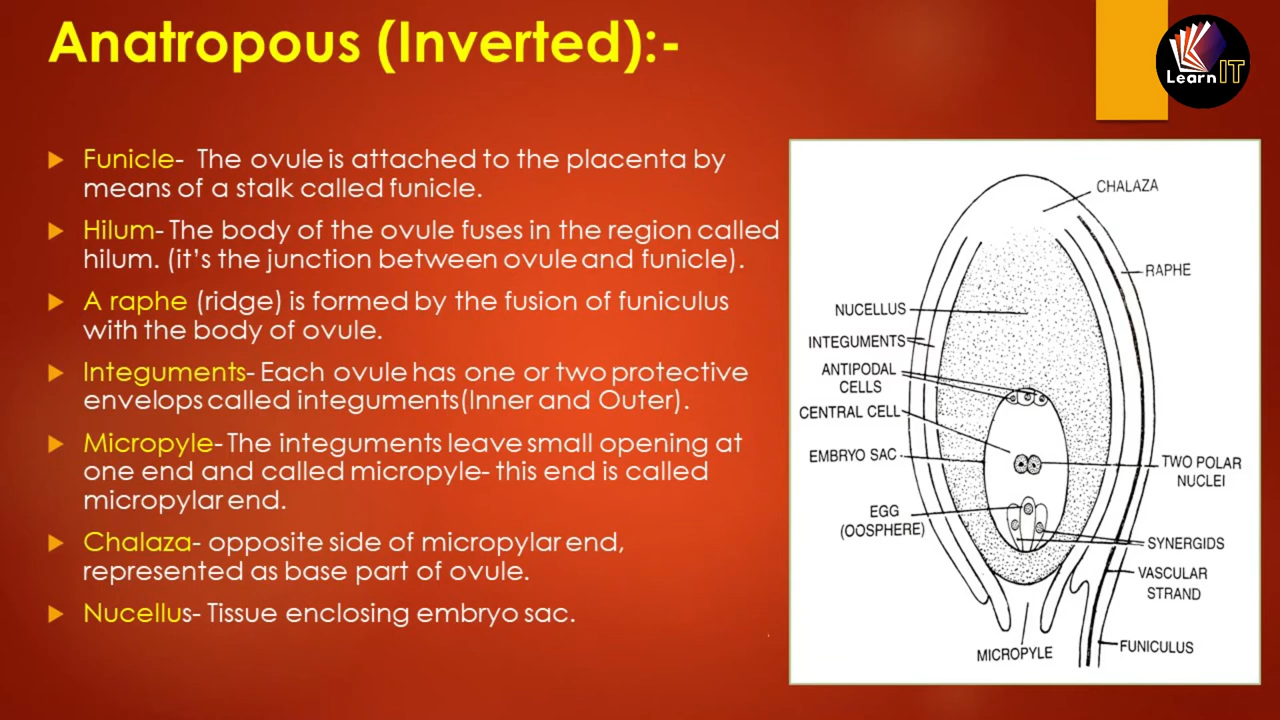 Anatropous (Inverted):-
Learn IT
Funicle- The ovule is attached to the placenta by
means of a stalk called funicle.
Hilum- The body of the ovule fuses in the region called
hilum. (it's the junction between ovule and funicle).
A raphe (ridge) is formed by the fusion of funiculus
with the body of ovule.
Integuments- Each ovule has one or two protective
envelops called integuments(Inner and Outer).
Micropyle- The integuments leave small opening at
one end and called micropyle- this end is called
micropylar end.
Chalaza- opposite side of micropylar end,
represented as base part of ovule.
Nucellus- Tissue enclosing embryo sac.
CHALAZA
RAPHE
NUCELLUS
INTEGUMENTS
ANTIPODAL
CELLS
CENTRAL CELL
EMBRYO SAC
TWO POLAR
NUCLEI
EGG
(OOSPHERE)
SYNERGIDS
VASCULAR
STRAND
FUNICULUS
MICROPYLE